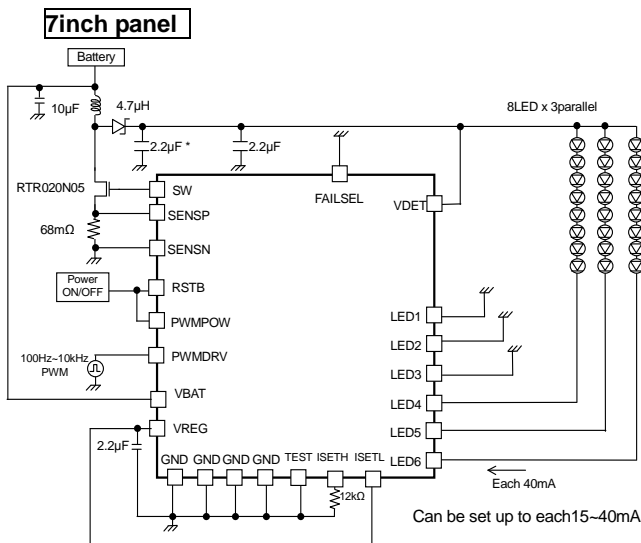 7inch panel
Battery
10µF
4.7µH
8LED x 3parallel
2.2µF *
2.2µF
RTR020N05
SW
FAILSEL
VDET
SENSP
68mΩ
SENSN
Power
ON/OFF
RSTB
PWMPOW
LED1
LED2
100Hz~10kHz
PWM
PWMDRV
LED3
VBAT
LED4
VREG
LED5
2.2µF
GND
GND
GND
GND
TEST
ISETH
ISETL
LED6
Each 40mA
12kΩ
Can be set up to each15~40mA